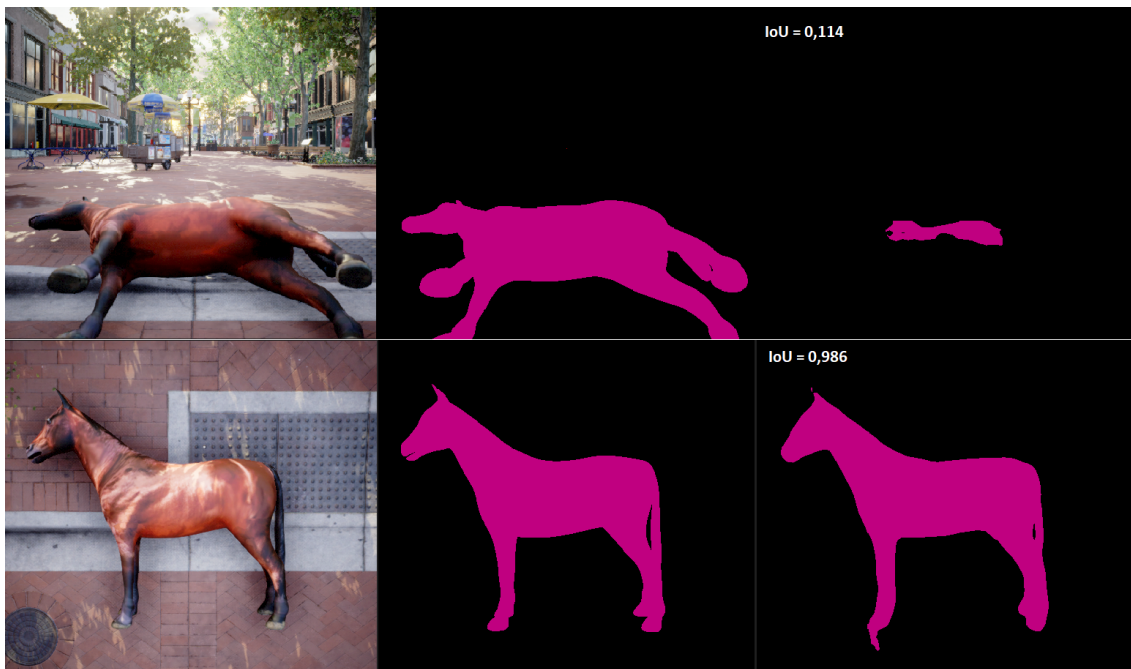 IoU = 0,114
IoU = 0,986